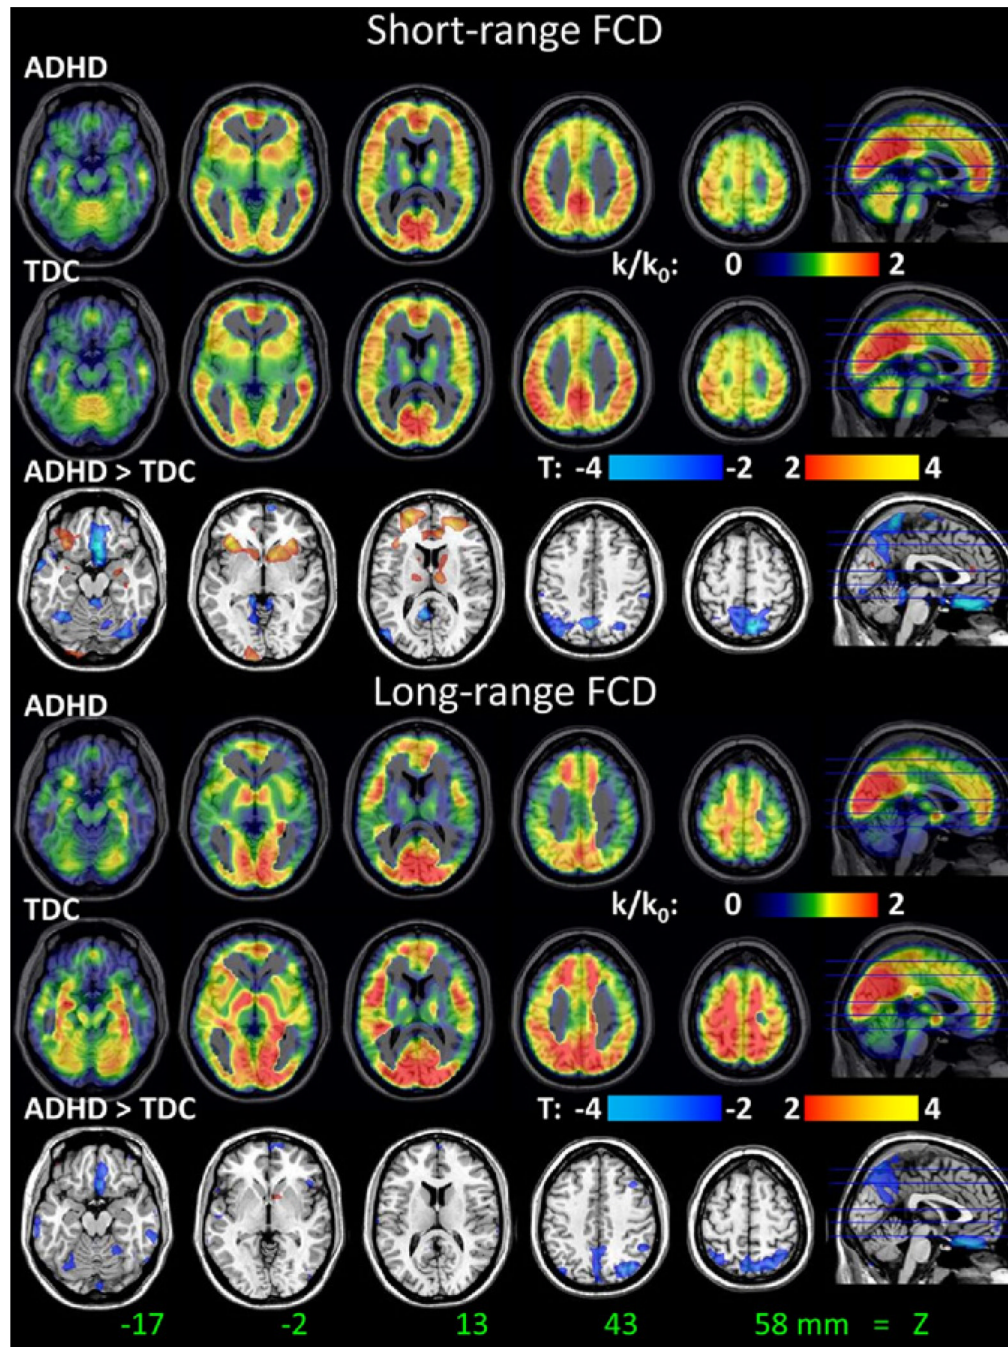 Short-range FCD
ADHD
TDC
k/k₀: 0 2
ADHD > TDC
T: -4 -2 2 4
Long-range FCD
ADHD
TDC
k/k₀: 0 2
ADHD > TDC
T: -4 -2 2 4
-17 -2 13 43 58 mm = Z